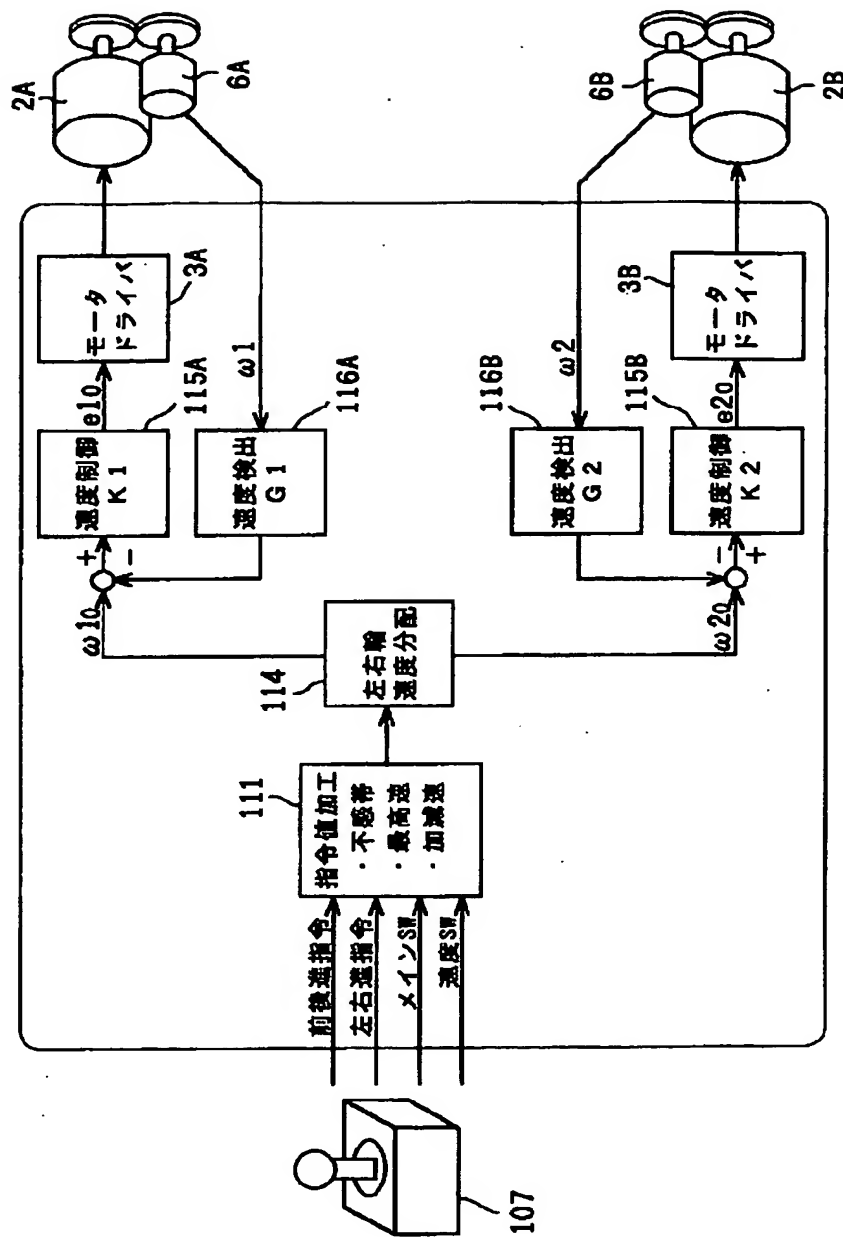 107
前後進指令
左右進指令
メインSW
速度SW
111
指令値加工
・不感帯
・最高速
・加減速
114
左右輪
速度分配
ω1o
+
-
速度制御
K1
115A
e1o
モータ
ドライバ
3A
2A
6A
速度検出
G1
116A
ω1
116B
速度検出
G2
ω2
6B
2B
ω2o
-
+
115B
速度制御
K2
e2o
3B
モータ
ドライバ